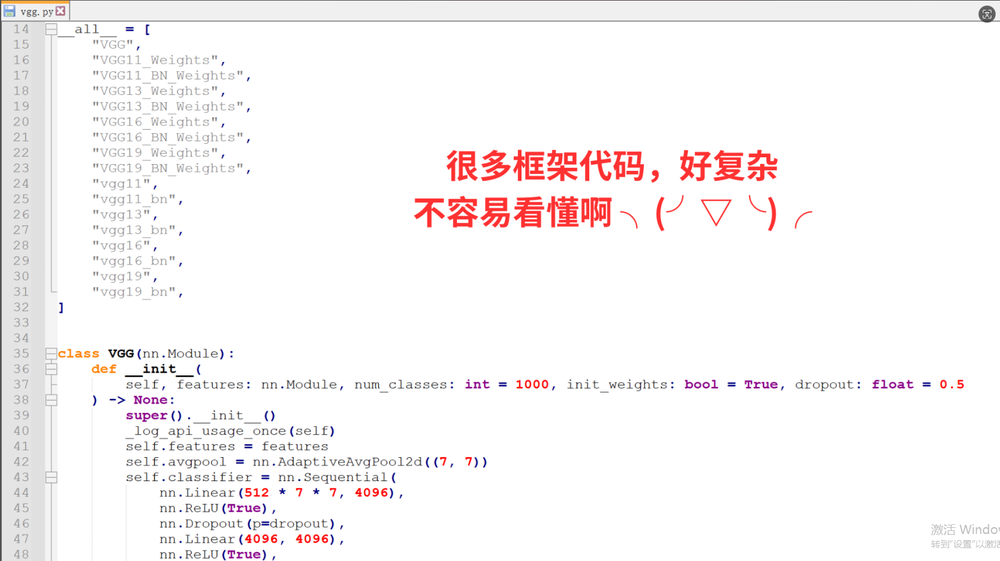 vgg.py
14 __all__ = [
15 "VGG",
16 "VGG11_Weights",
17 "VGG11_BN_Weights",
18 "VGG13_Weights",
19 "VGG13_BN_Weights",
20 "VGG16_Weights",
21 "VGG16_BN_Weights",
22 "VGG19_Weights",
23 "VGG19_BN_Weights",
24 "vgg11",
25 "vgg11_bn",
26 "vgg13",
27 "vgg13_bn",
28 "vgg16",
29 "vgg16_bn",
30 "vgg19",
31 "vgg19_bn",
32 ]
33
34
35 class VGG(nn.Module):
36 def __init__(
37 self, features: nn.Module, num_classes: int = 1000, init_weights: bool = True, dropout: float = 0.5
38 ) -> None:
39 super().__init__()
40 _log_api_usage_once(self)
41 self.features = features
42 self.avgpool = nn.AdaptiveAvgPool2d((7, 7))
43 self.classifier = nn.Sequential(
44 nn.Linear(512 * 7 * 7, 4096),
45 nn.ReLU(True),
46 nn.Dropout(p=dropout),
47 nn.Linear(4096, 4096),
48 nn.ReLU(True),
很多框架代码，好复杂
不容易看懂啊╮(╯▽╰)╭
激活 Windo
转到"设置"以激活